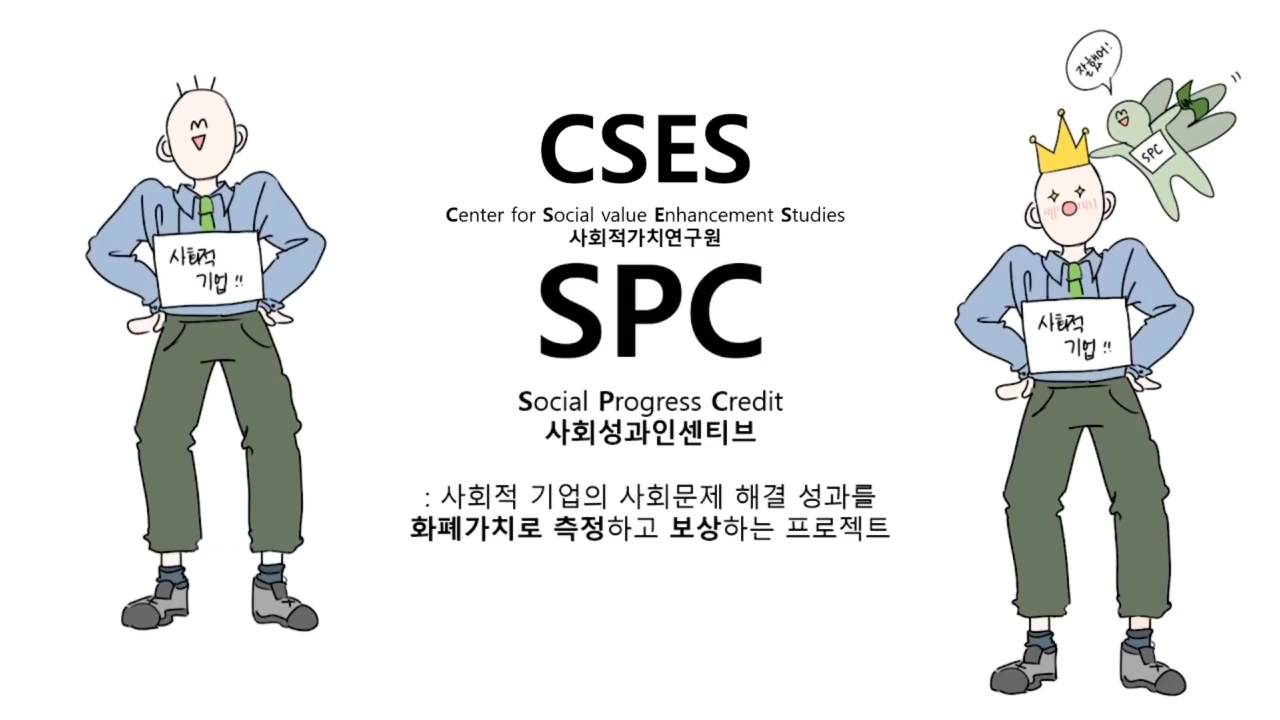 사회적
기업!!
CSES
Center for Social value Enhancement Studies
사회적가치연구원
SPC
Social Progress Credit
사회성과인센티브
: 사회적 기업의 사회문제 해결 성과를
화폐가치로 측정하고 보상하는 프로젝트
잘했어!
SPC
사회적
기업!!